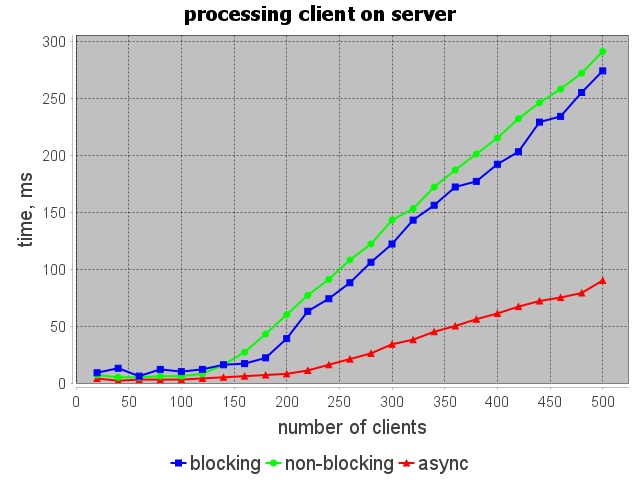 processing client on server
300
250
200
150
100
50
0
time, ms
0 50 100 150 200 250 300 350 400 450 500
number of clients
blocking non-blocking async